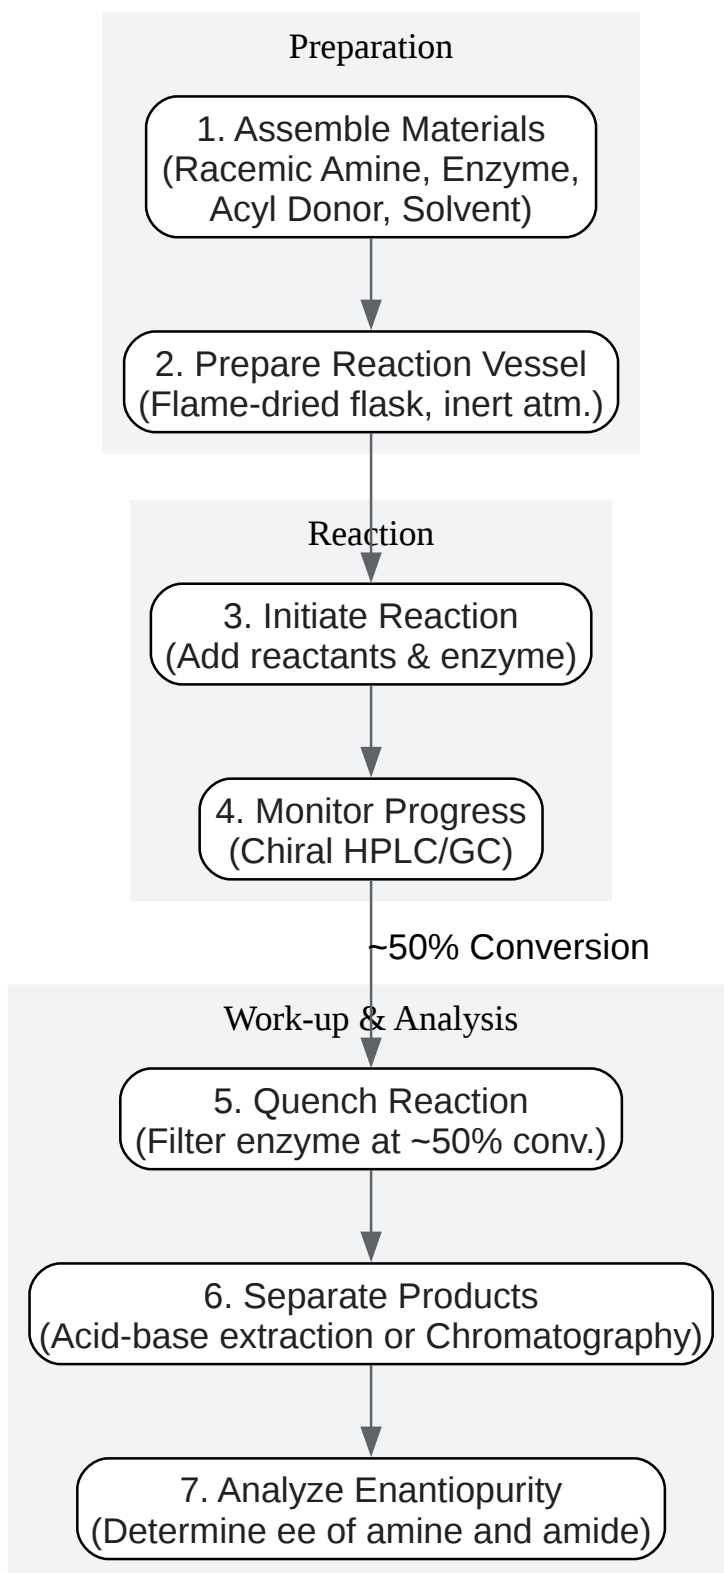 Preparation
1. Assemble Materials
(Racemic Amine, Enzyme,
Acyl Donor, Solvent)
2. Prepare Reaction Vessel
(Flame-dried flask, inert atm.)
Reaction
3. Initiate Reaction
(Add reactants & enzyme)
4. Monitor Progress
(Chiral HPLC/GC)
~50% Conversion
Work-up & Analysis
5. Quench Reaction
(Filter enzyme at ~50% conv.)
6. Separate Products
(Acid-base extraction or Chromatography)
7. Analyze Enantiopurity
(Determine ee of amine and amide)